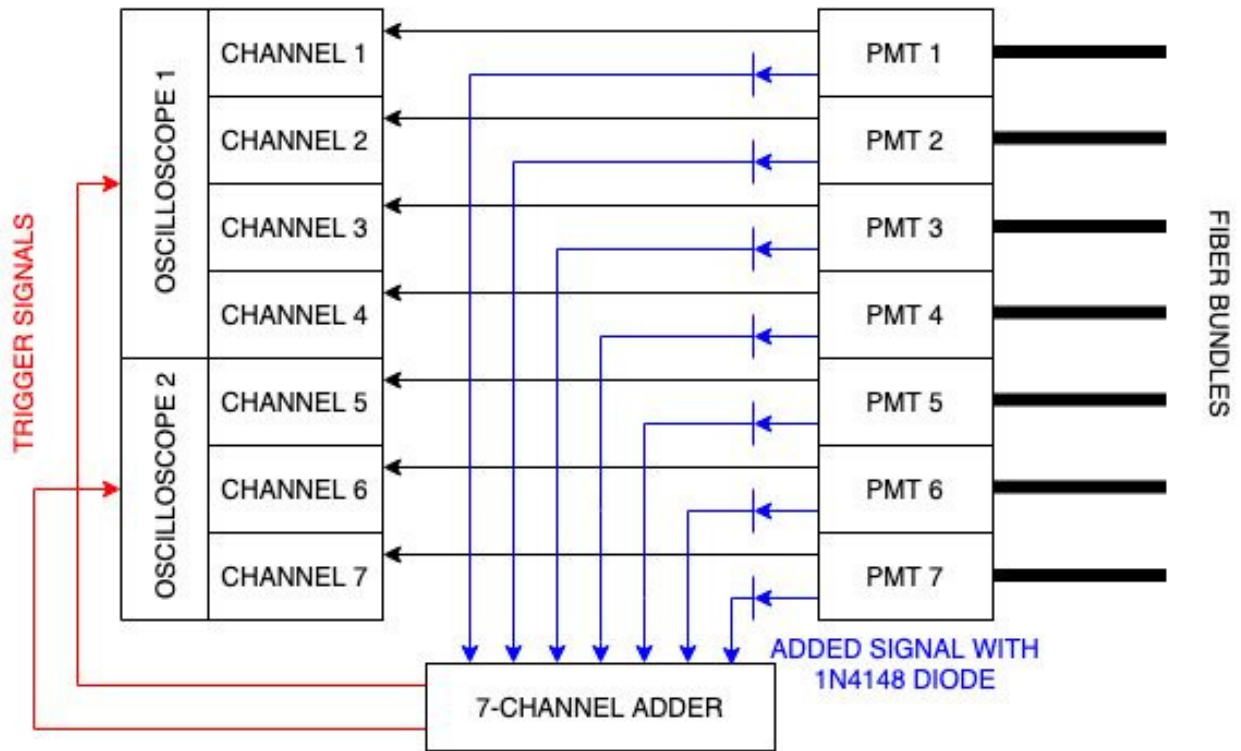 OSCILLOSCOPE 1
CHANNEL 1
CHANNEL 2
CHANNEL 3
CHANNEL 4
OSCILLOSCOPE 2
CHANNEL 5
CHANNEL 6
CHANNEL 7
PMT 1
PMT 2
PMT 3
PMT 4
PMT 5
PMT 6
PMT 7
TRIGGER SIGNALS
FIBER BUNDLES
ADDED SIGNAL WITH
1N4148 DIODE
7-CHANNEL ADDER